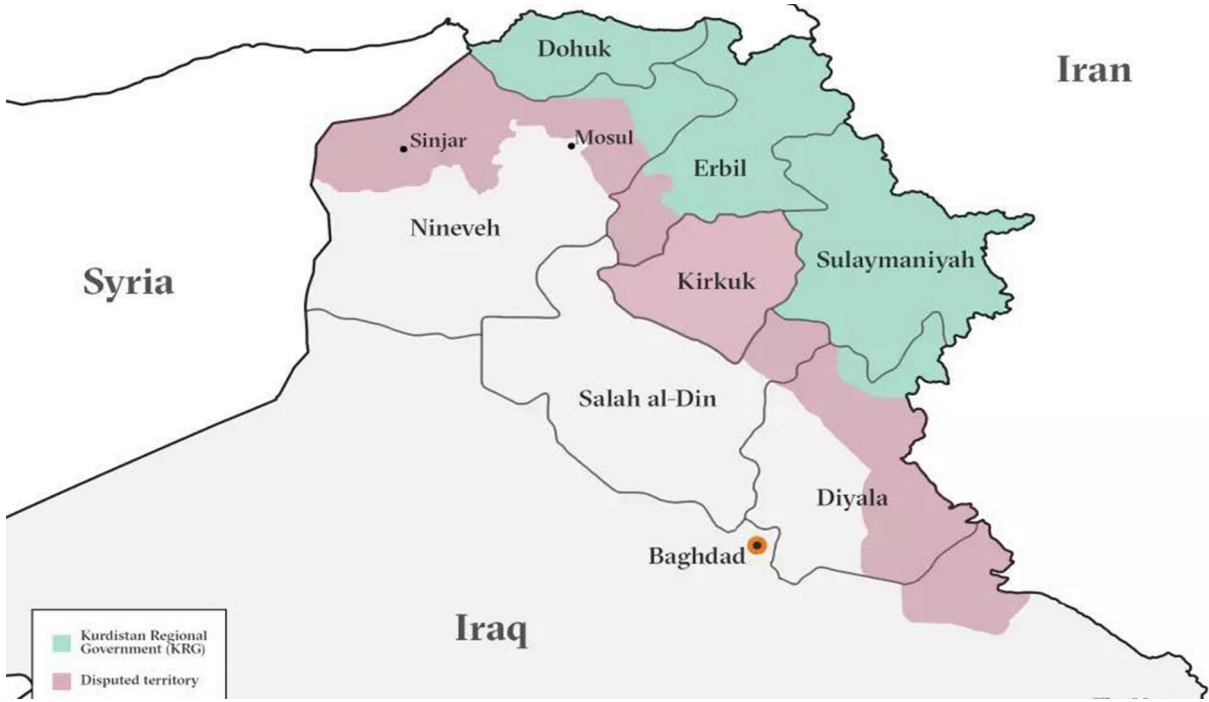 Dohuk
Iran
Sinjar
Mosul
Erbil
Nineveh
Syria
Kirkuk
Sulaymaniyah
Salah al-Din
Diyala
Baghdad
Iraq
Kurdistan Regional
Government (KRG)
Disputed territory